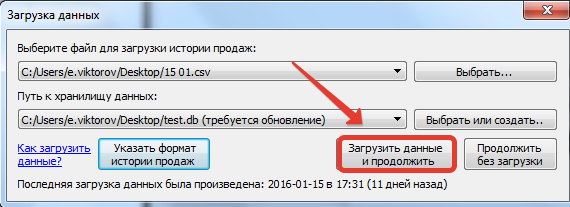 Загрузка данных
Выберите файл для загрузки истории продаж:
C:/Users/e.viktorov/Desktop/15 01.csv
Выбрать...
Путь к хранилищу данных:
C:/Users/e.viktorov/Desktop/test.db (требуется обновление)
Выбрать или создать..
Как загрузить
данные?
Указать формат
истории продаж
Загрузить данные
и продолжить
Продолжить
без загрузки
Последняя загрузка данных была произведена: 2016-01-15 в 17:31 (11 дней назад)